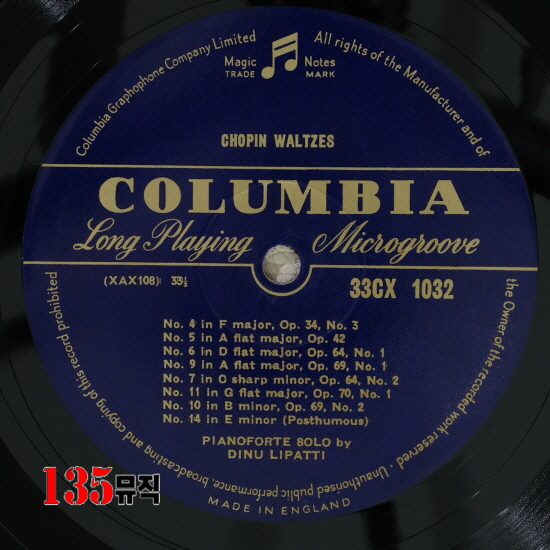 Columbia Graphophone Company Limited
All rights of the Manufacturer and of
the Owner of the recorded work reserved · Unauthorised public performance, broadcasting and copying of this record prohibited
Magic Notes
TRADE MARK
CHOPIN WALTZES
COLUMBIA
Long Playing Microgroove
(XAX108): 33⅓
33CX 1032
No. 4 in F major, Op. 34, No. 3
No. 5 in A flat major, Op. 42
No. 6 in D flat major, Op. 64, No. 1
No. 9 in A flat major, Op. 69, No. 1
No. 7 in C sharp minor, Op. 64, No. 2
No. 11 in G flat major, Op. 70, No. 1
No. 10 in B minor, Op. 69, No. 2
No. 14 in E minor (Posthumous)
PIANOFORTE SOLO by
DINU LIPATTI
MADE IN ENGLAND
135뮤직